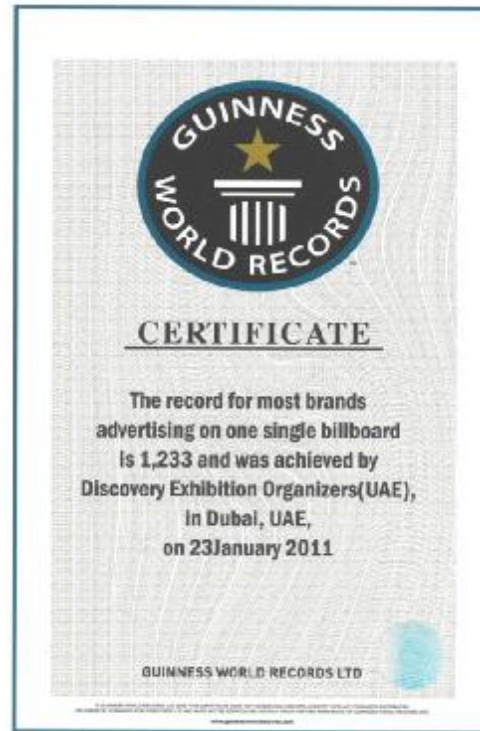 GUINNESS
WORLD RECORDS
CERTIFICATE
The record for most brands
advertising on one single billboard
is 1,233 and was achieved by
Discovery Exhibition Organizers(UAE),
in Dubai, UAE,
on 23January 2011
GUINNESS WORLD RECORDS LTD